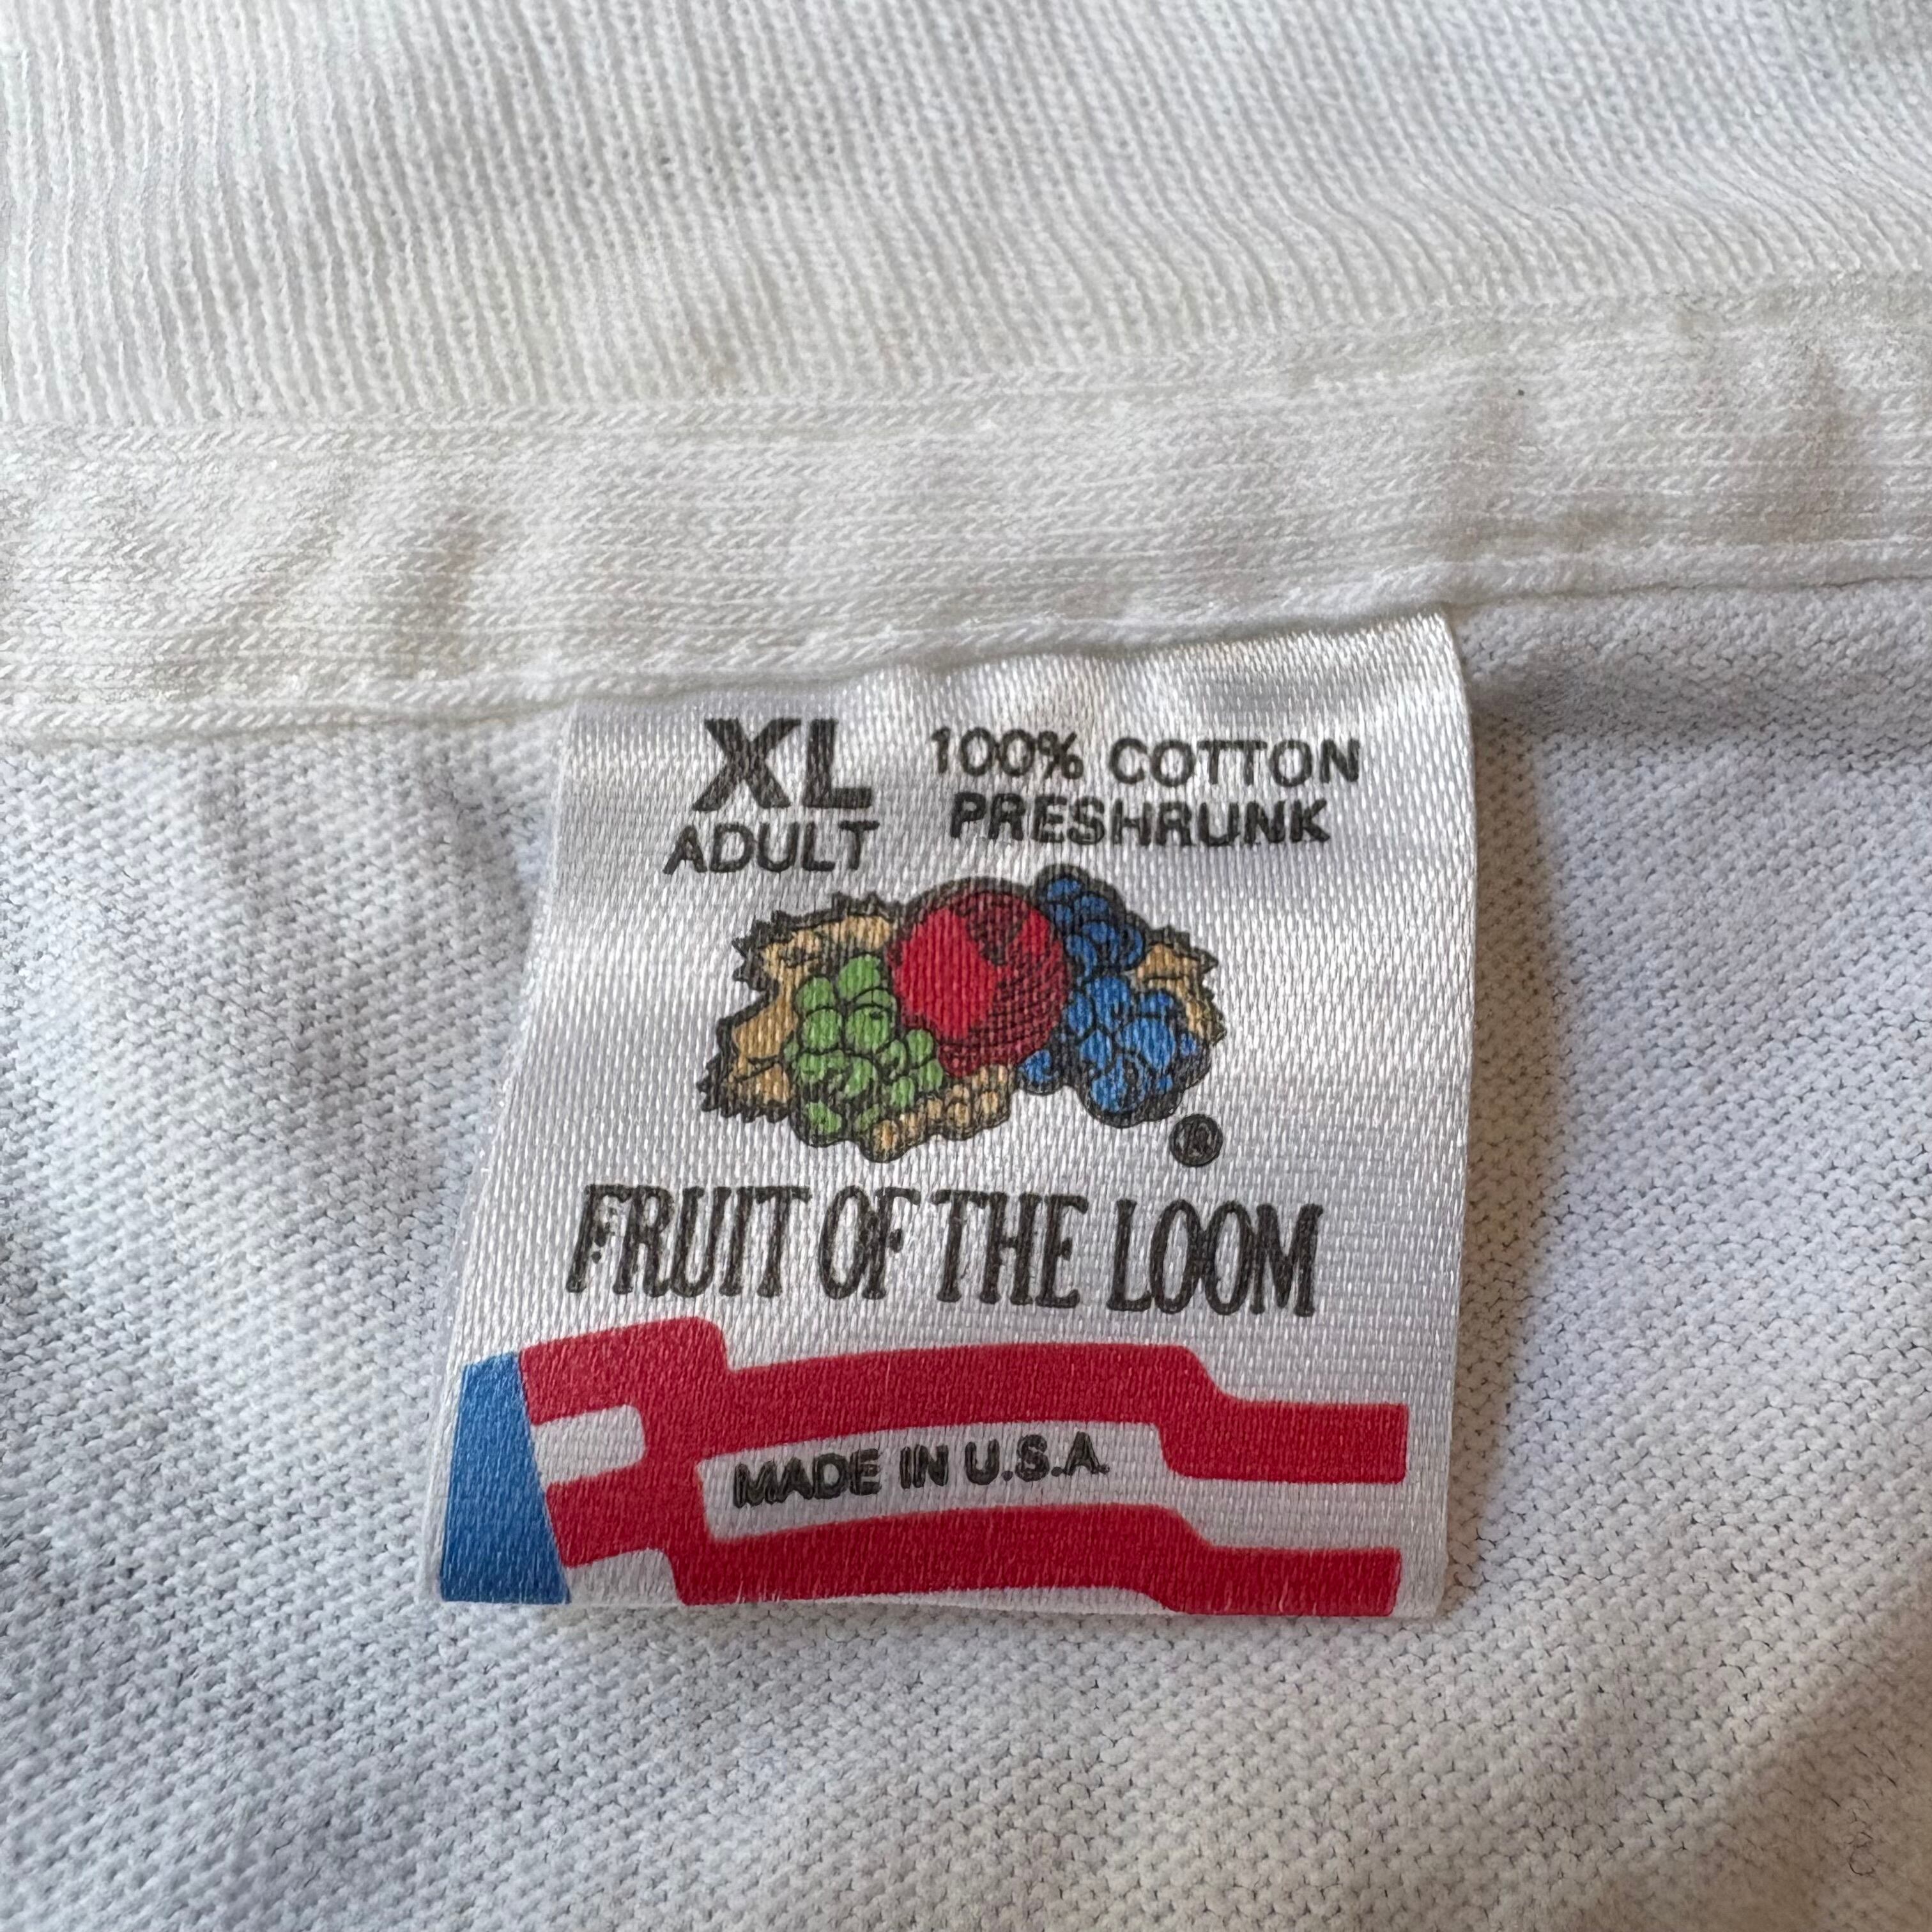 XL
ADULT
100% COTTON
PRESHRUNK
®
FRUIT OF THE LOOM
MADE IN U.S.A.